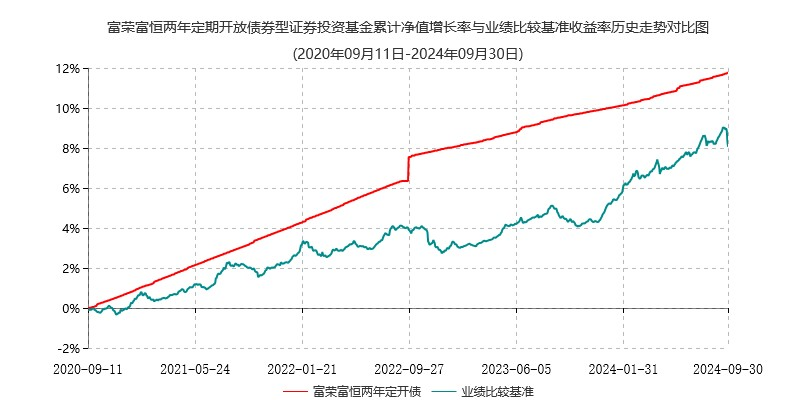 富荣富恒两年定期开放债券型证券投资基金累计净值增长率与业绩比较基准收益率历史走势对比图
(2020年09月11日-2024年09月30日)
12%
10%
8%
6%
4%
2%
0%
-2%
2020-09-11 2021-05-24 2022-01-21 2022-09-27 2023-06-05 2024-01-31 2024-09-30
富荣富恒两年定开债 业绩比较基准